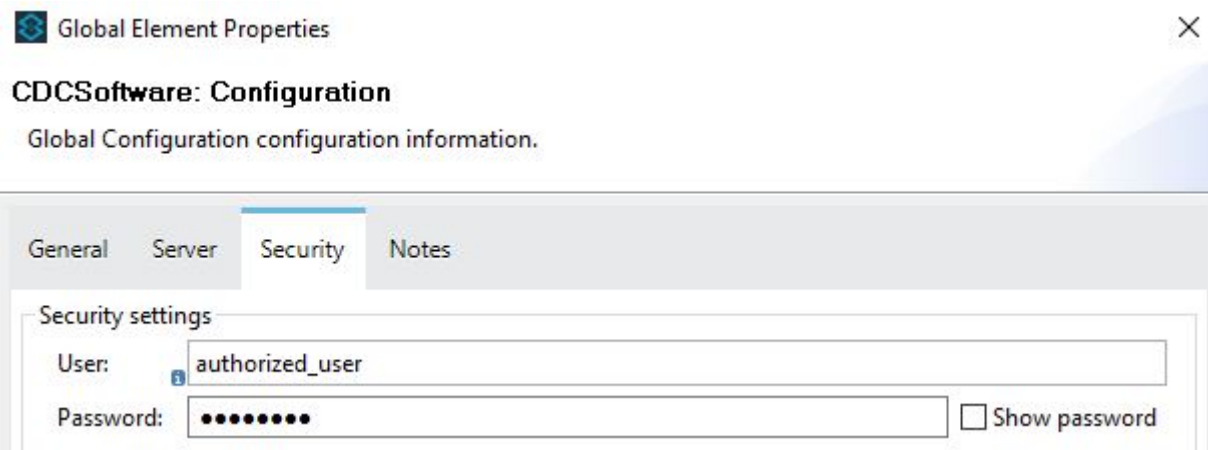 Global Element Properties
CDCSoftware: Configuration
Global Configuration configuration information.
General Server Security Notes
Security settings
User: authorized_user
Password: ●●●●●●●● Show password